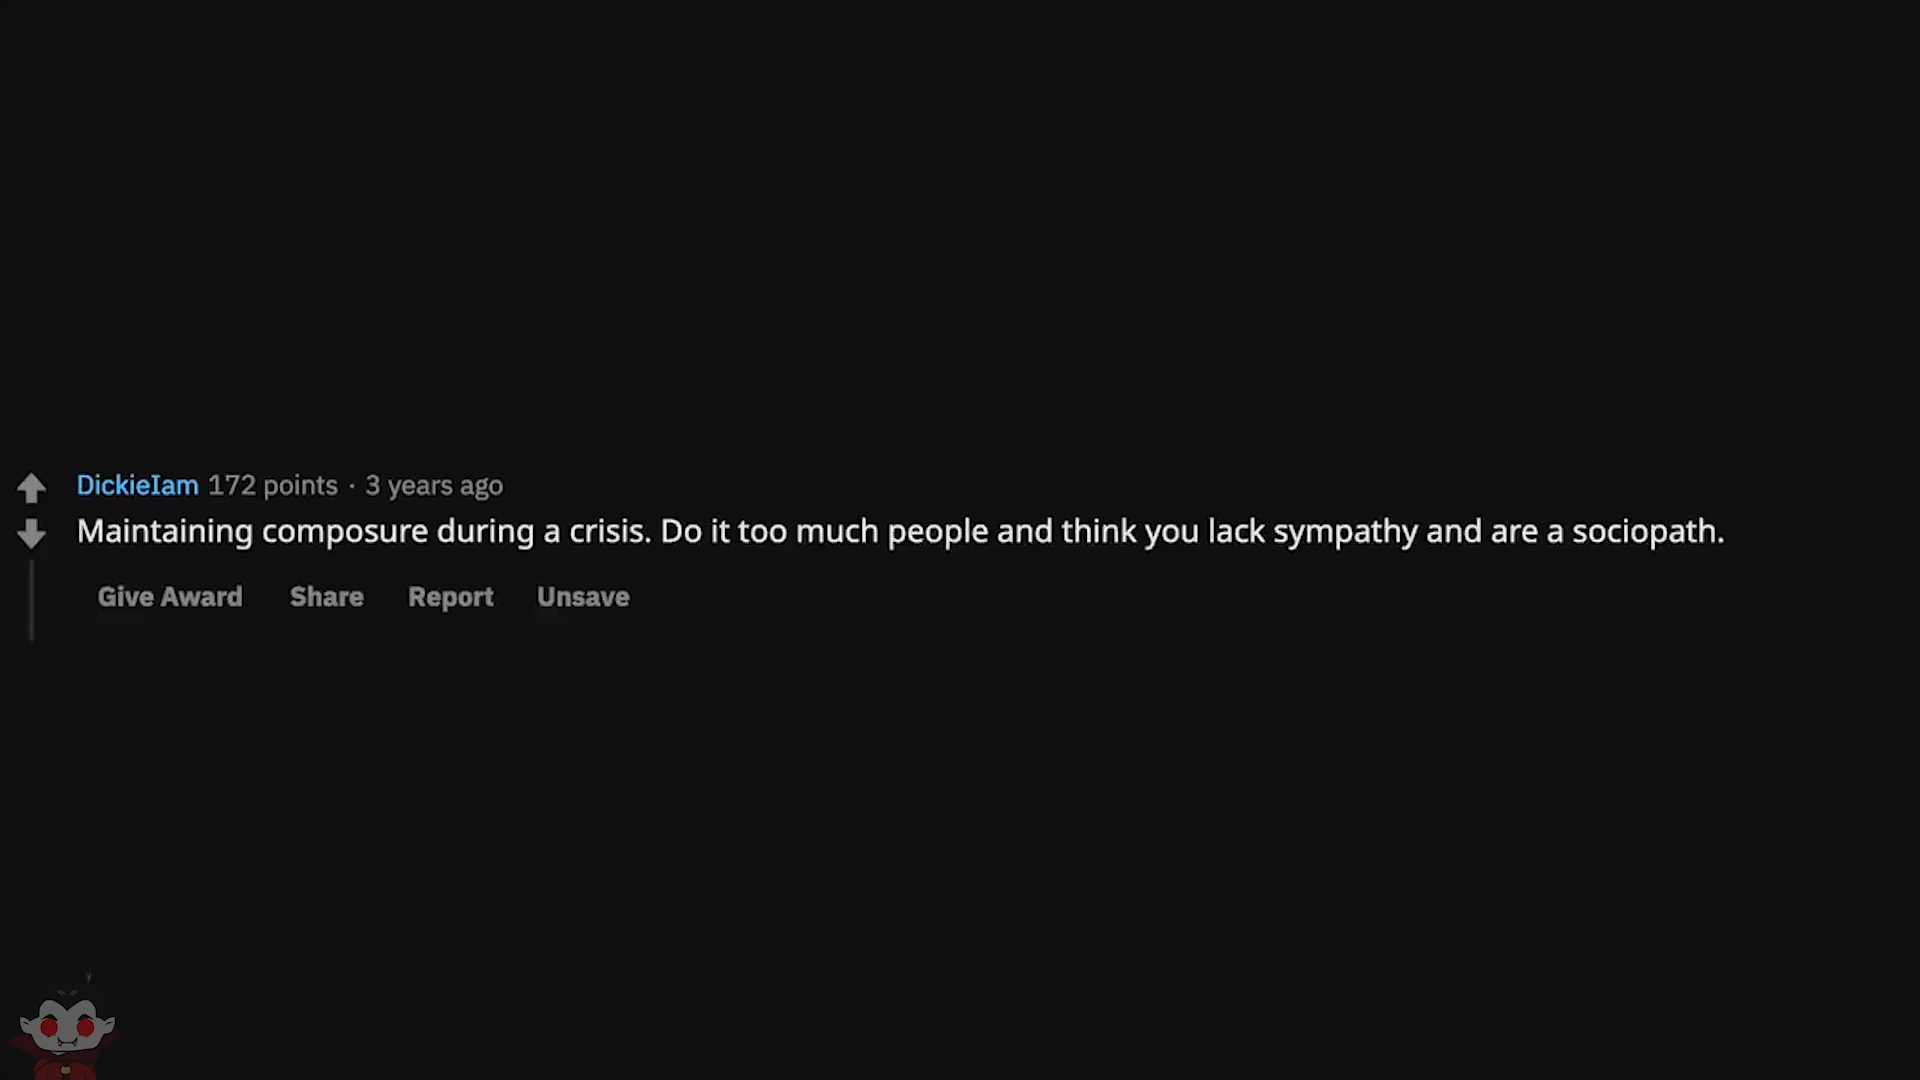 DickieIam 172 points · 3 years ago
Maintaining composure during a crisis. Do it too much people and think you lack sympathy and are a sociopath.
Give Award Share Report Unsave